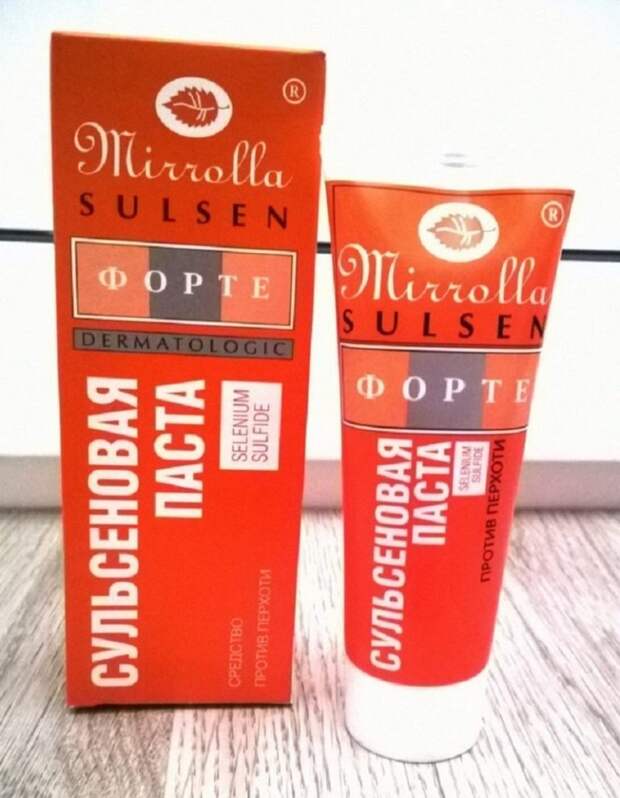 ®
Mirrolla
SULSEN
ФОРТЕ
DERMATOLOGIC
СУЛЬСЕНОВАЯ
ПАСТА
SELENIUM
SULFIDE
СРЕДСТВО
ПРОТИВ ПЕРХОТИ
®
Mirrolla
SULSEN
ФОРТЕ
СУЛЬСЕНОВАЯ
ПАСТА
SELENIUM
SULFIDE
ПРОТИВ ПЕРХОТИ